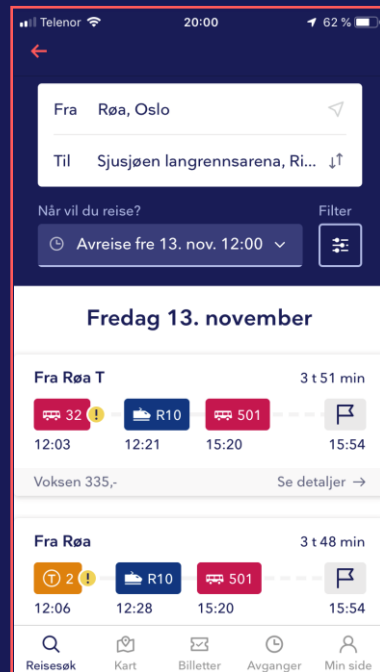 Telenor 20:00 62 %
Fra Røa, Oslo
Til Sjusjøen langrennsarena, Ri...
Når vil du reise? Filter
Avreise fre 13. nov. 12:00
Fredag 13. november
Fra Røa T 3 t 51 min
32 ! R10 501
12:03 12:21 15:20 15:54
Voksen 335,- Se detaljer →
Fra Røa 3 t 48 min
T 2 ! R10 501
12:06 12:28 15:20 15:54
Reisesøk Kart Billetter Avganger Min side